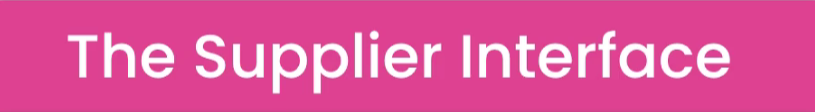 The Supplier Interface